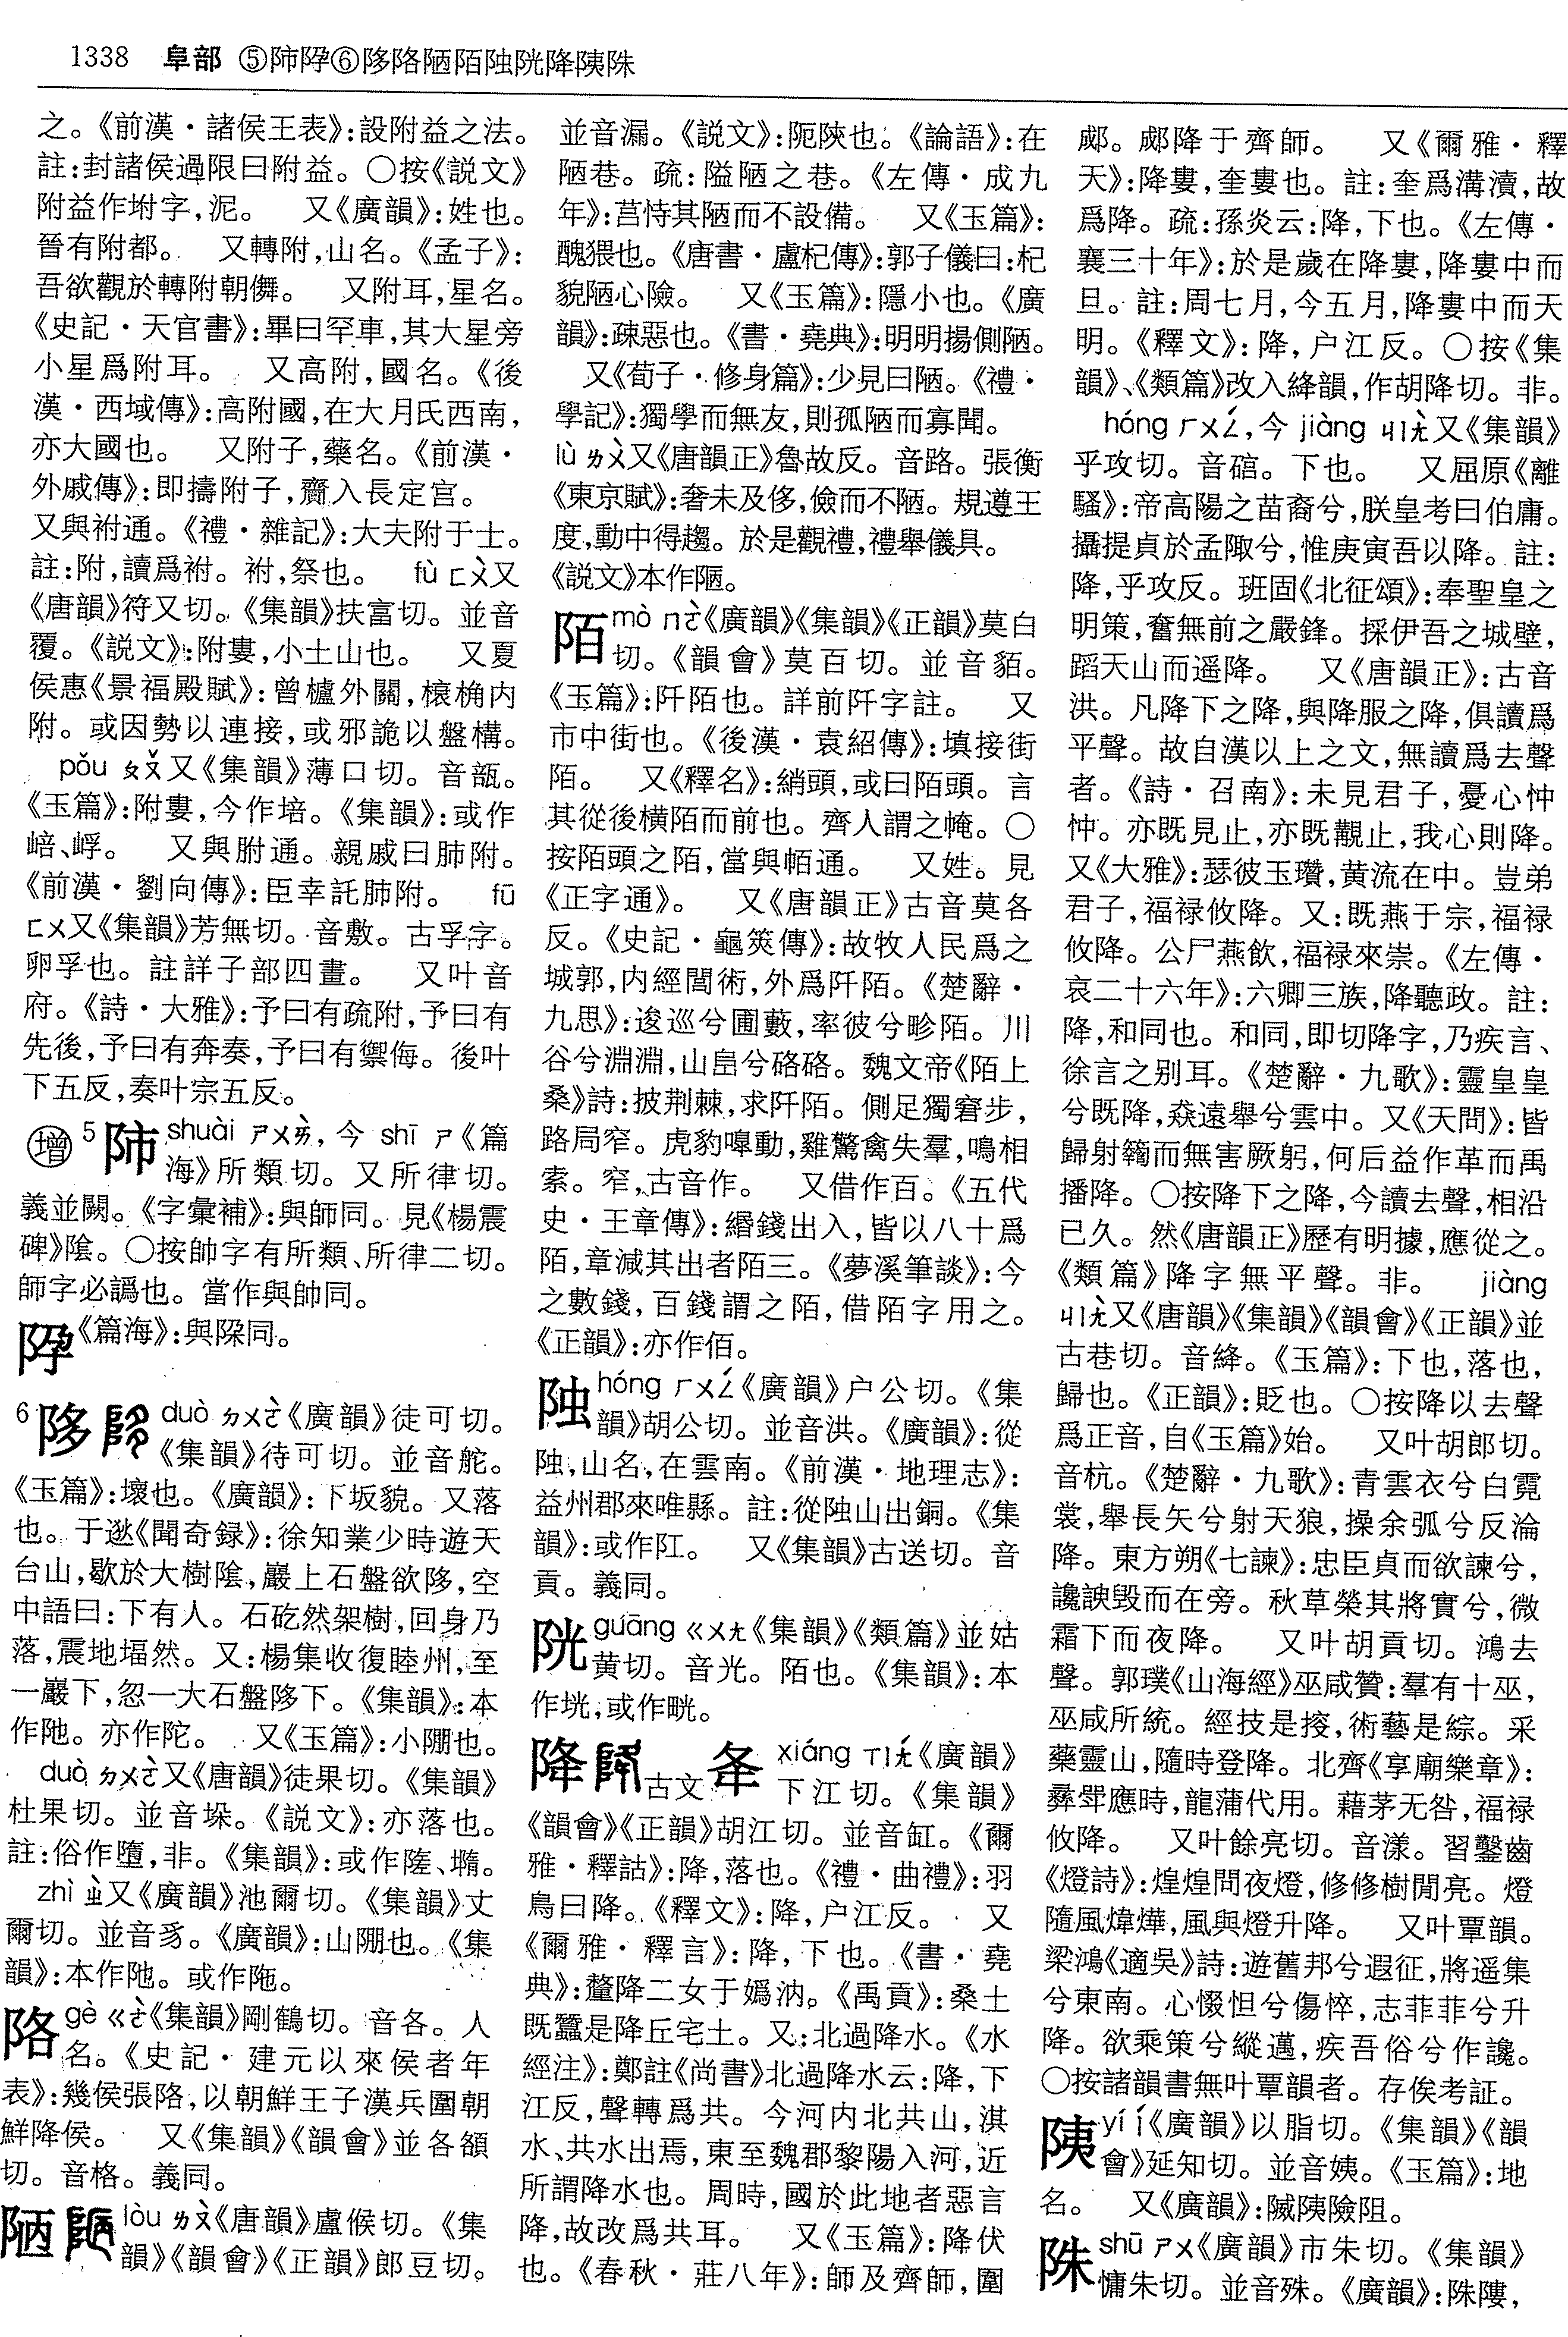 1338 阜部 ⑤䧂䧅⑥陊䧄陋陌䧆䧈降陦陎
之。《前漢·諸侯王表》:設附益之法。
註:封諸侯過限曰附益。〇按《説文》
附益作坿字,泥。 又《廣韻》:姓也。
晉有附都。 又轉附,山名。《孟子》:
吾欲觀於轉附朝儛。 又附耳,星名。
《史記·天官書》:畢曰罕車,其大星旁
小星爲附耳。 又高附,國名。《後
漢·西域傳》:高附國,在大月氏西南,
亦大國也。 又附子,藥名。《前漢·
外戚傳》:即擣附子,齎入長定宫。
又與祔通。《禮·雜記》:大夫附于士。
註:附,讀爲祔。祔,祭也。 fù ㄈㄨ̀又
《唐韻》符又切。《集韻》扶富切。並音
覆。《説文》:附婁,小土山也。 又夏
侯惠《景福殿賦》:曾櫨外關,榱桷内
附。或因勢以連接,或邪詭以盤構。
pǒu ㄆㄡ̌又《集韻》薄口切。音瓿。
《玉篇》:附婁,今作培。《集韻》:或作
㟝、㟊。 又與胕通。親戚曰肺附。
《前漢·劉向傳》:臣幸託肺附。 fū
ㄈㄨ又《集韻》芳無切。音敷。古孚字。
卵孚也。註詳子部四畫。 又叶音
府。《詩·大雅》:予曰有疏附,予曰有
先後,予曰有奔奏,予曰有禦侮。後叶
下五反,奏叶宗五反。
增 5 shuài ㄕㄨㄞ̀,今 shī ㄕ《篇
海》所類切。又所律切。
義並闕。《字彙補》:與師同。見《楊震
碑》陰。〇按帥字有所類、所律二切。
師字必譌也。當作與帥同。
《篇海》:與隊同。
6 陊 duò ㄉㄨㄛ̀《廣韻》徒可切。
《集韻》待可切。並音舵。
《玉篇》:壞也。《廣韻》:下坂貌。又落
也。于逖《聞奇録》:徐知業少時遊天
台山,歇於大樹陰,巖上石盤欲陊,空
中語曰:下有人。石矻然架樹,回身乃
落,震地堛然。又:楊集收復睦州,至
一巖下,忽一大石盤陊下。《集韻》:本
作阤。亦作陀。 又《玉篇》:小崩也。
duò ㄉㄨㄛ̀又《唐韻》徒果切。《集韻》
杜果切。並音垛。《説文》:亦落也。
註:俗作墮,非。《集韻》:或作陸、墮。
zhì ㄓ̀又《廣韻》池爾切。《集韻》丈
爾切。並音豸。《廣韻》:山崩也。《集
韻》:本作阤。或作陁。
gè ㄍㄜ̀《集韻》剛鶴切。音各。人
名。《史記·建元以來侯者年
表》:幾侯張䧄,以朝鮮王子漢兵圍朝
鮮降侯。 又《集韻》《韻會》並各頟
切。音格。義同。
陋 lòu ㄌㄡ̀《唐韻》盧候切。《集
韻》《韻會》《正韻》郎豆切。
並音漏。《説文》:阨陜也。《論語》:在
陋巷。疏:隘陋之巷。《左傳·成九
年》:莒恃其陋而不設備。 又《玉篇》:
醜猥也。《唐書·盧杞傳》:郭子儀曰:杞
貌陋心險。 又《玉篇》:隱小也。《廣
韻》:疎惡也。《書·堯典》:明明揚側陋。
又《荀子·修身篇》:少見曰陋。《禮·
學記》:獨學而無友,則孤陋而寡聞。
lù ㄌㄨ̀又《唐韻正》魯故反。音路。張衡
《東京賦》:奢未及侈,儉而不陋。規遵王
度,動中得趨。於是觀禮,禮舉儀具。
《説文》本作㔷。
陌 mò ㄇㄛ̀《廣韻》《集韻》《正韻》莫白
切。《韻會》莫百切。並音貊。
《玉篇》:阡陌也。詳前阡字註。 又
市中街也。《後漢·袁紹傳》:填接街
陌。 又《釋名》:綃頭,或曰陌頭。言
其從後横陌而前也。齊人謂之㡋。〇
按陌頭之陌,當與帞通。 又姓。見
《正字通》。 又《唐韻正》古音莫各
反。《史記·龜筴傳》:故牧人民爲之
城郭,内經閭術,外爲阡陌。《楚辭·
九思》:逡巡兮圃藪,率彼兮畛陌。川
谷兮淵淵,山㟎兮硌硌。魏文帝《陌上
桑》詩:披荆棘,求阡陌。側足獨窘步,
路局窄。虎豹嘷動,雞驚禽失羣,鳴相
索。窄,古音作。 又借作百。《五代
史·王章傳》:緡錢出入,皆以八十爲
陌,章減其出者陌三。《夢溪筆談》:今
之數錢,百錢謂之陌,借陌字用之。
《正韻》:亦作佰。
hóng ㄏㄨㄥ́《廣韻》户公切。《集
韻》胡公切。並音洪。《廣韻》:從
䧆,山名,在雲南。《前漢·地理志》:
益州郡來唯縣。註:從䧆山出銅。《集
韻》:或作㞩。 又《集韻》古送切。音
貢。義同。
guāng ㄍㄨㄤ《集韻》《類篇》並姑
黄切。音光。陌也。《集韻》:本
作垙,或作㫕。
降 古文 夅 xiáng ㄒㄧㄤ́《廣韻》
下江切。《集韻》
《韻會》《正韻》胡江切。並音缸。《爾
雅·釋詁》:降,落也。《禮·曲禮》:羽
鳥曰降。《釋文》:降,户江反。 又
《爾雅·釋言》:降,下也。《書·堯
典》:釐降二女于嬀汭。《禹貢》:桑土
既蠶是降丘宅土。又:北過降水。《水
經注》:鄭註《尚書》北過降水云:降,下
江反,聲轉爲共。今河内北共山,淇
水、共水出焉,東至魏郡黎陽入河,近
所謂降水也。周時,國於此地者惡言
降,故改爲共耳。 又《玉篇》:降伏
也。《春秋·莊八年》:師及齊師,圍
郕。郕降于齊師。 又《爾雅·釋
天》:降婁,奎婁也。註:奎爲溝瀆,故
爲降。疏:孫炎云:降,下也。《左傳·
襄三十年》:於是歲在降婁,降婁中而
旦。註:周七月,今五月,降婁中而天
明。《釋文》:降,户江反。〇按《集
韻》、《類篇》改入絳韻,作胡降切。非。
hóng ㄏㄨㄥ́,今 jiàng ㄐㄧㄤ̀又《集韻》
乎攻切。音䃔。下也。 又屈原《離
騷》:帝高陽之苗裔兮,朕皇考曰伯庸。
攝提貞於孟陬兮,惟庚寅吾以降。註:
降,乎攻反。班固《北征頌》:奉聖皇之
明策,奮無前之嚴鋒。採伊吾之城壁,
蹈天山而遥降。 又《唐韻正》:古音
洪。凡降下之降,與降服之降,俱讀爲
平聲。故自漢以上之文,無讀爲去聲
者。《詩·召南》:未見君子,憂心忡
忡。亦既見止,亦既觀止,我心則降。
又《大雅》:瑟彼玉瓚,黄流在中。豈弟
君子,福禄攸降。又:既燕于宗,福禄
攸降。公尸燕飲,福禄來崇。《左傳·
哀二十六年》:六卿三族,降聽政。註:
降,和同也。和同,即切降字,乃疾言、
徐言之别耳。《楚辭·九歌》:靈皇皇
兮既降,猋遠舉兮雲中。又《天問》:皆
歸射鞫而無害厥躬,何后益作革而禹
播降。〇按降下之降,今讀去聲,相沿
已久。然《唐韻正》歷有明據,應從之。
《類篇》降字無平聲。非。 jiàng
ㄐㄧㄤ̀又《唐韻》《集韻》《韻會》《正韻》並
古巷切。音絳。《玉篇》:下也,落也,
歸也。《正韻》:貶也。〇按降以去聲
爲正音,自《玉篇》始。 又叶胡郎切。
音杭。《楚辭·九歌》:青雲衣兮白霓
裳,舉長矢兮射天狼,操余弧兮反淪
降。東方朔《七諫》:忠臣貞而欲諫兮,
讒諛毁而在旁。秋草榮其將實兮,微
霜下而夜降。 又叶胡貢切。鴻去
聲。郭璞《山海經》巫咸贊:羣有十巫,
巫咸所統。經技是搜,術藝是綜。采
藥靈山,隨時登降。北齊《享廟樂章》:
彝斝應時,龍蒲代用。藉茅无咎,福禄
攸降。 又叶餘亮切。音漾。習鑿齒
《燈詩》:煌煌閃夜燈,修修樹間亮。燈
隨風煒燁,風與燈升降。 又叶覃韻。
梁鴻《適吳》詩:遊舊邦兮遐征,將遥集
兮東南。心惙怛兮傷悴,志菲菲兮升
降。欲乘策兮縱邁,疾吾俗兮作讒。
〇按諸韻書無叶覃韻者。存俟考証。
陦 yí ㄧ́《廣韻》以脂切。《集韻》《韻
會》延知切。並音姨。《玉篇》:地
名。 又《廣韻》:險阻。
陎 shū ㄕㄨ《廣韻》市朱切。《集韻》
慵朱切。並音殊。《廣韻》:陎䧁,